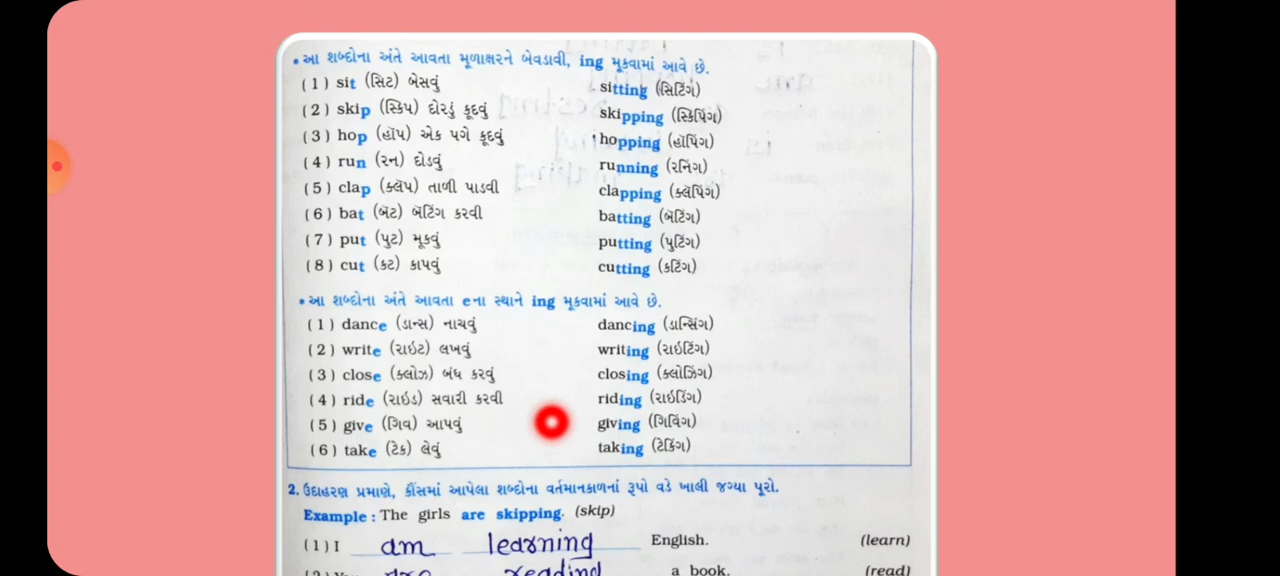 • આ શબ્દોના અંતે આવતા મૂળાક્ષરને બેવડાવી, ing મૂકવામાં આવે છે.
(1) sit (સિટ) બેસવું sitting (સિટિંગ)
(2) skip (સ્કિપ) દોરડું કૂદવું skipping (સ્કિપિંગ)
(3) hop (હૉપ) એક પગે કૂદવું hopping (હૉપિંગ)
(4) run (રન) દોડવું running (રનિંગ)
(5) clap (ક્લૅપ) તાળી પાડવી clapping (ક્લૅપિંગ)
(6) bat (બૅટ) બૅટિંગ કરવી batting (બૅટિંગ)
(7) put (પુટ) મૂકવું putting (પુટિંગ)
(8) cut (કટ) કાપવું cutting (કટિંગ)
• આ શબ્દોના અંતે આવતા eના સ્થાને ing મૂકવામાં આવે છે.
(1) dance (ડાન્સ) નાચવું dancing (ડાન્સિંગ)
(2) write (રાઇટ) લખવું writing (રાઇટિંગ)
(3) close (ક્લોઝ) બંધ કરવું closing (ક્લોઝિંગ)
(4) ride (રાઇડ) સવારી કરવી riding (રાઇડિંગ)
(5) give (ગિવ) આપવું giving (ગિવિંગ)
(6) take (ટેક) લેવું taking (ટેકિંગ)
2. ઉદાહરણ પ્રમાણે, કૌંસમાં આપેલા શબ્દોના વર્તમાનકાળનાં રૂપો વડે ખાલી જગ્યા પૂરો.
Example : The girls are skipping. (skip)
(1) I am learning English. (learn)
reading a book. (read)